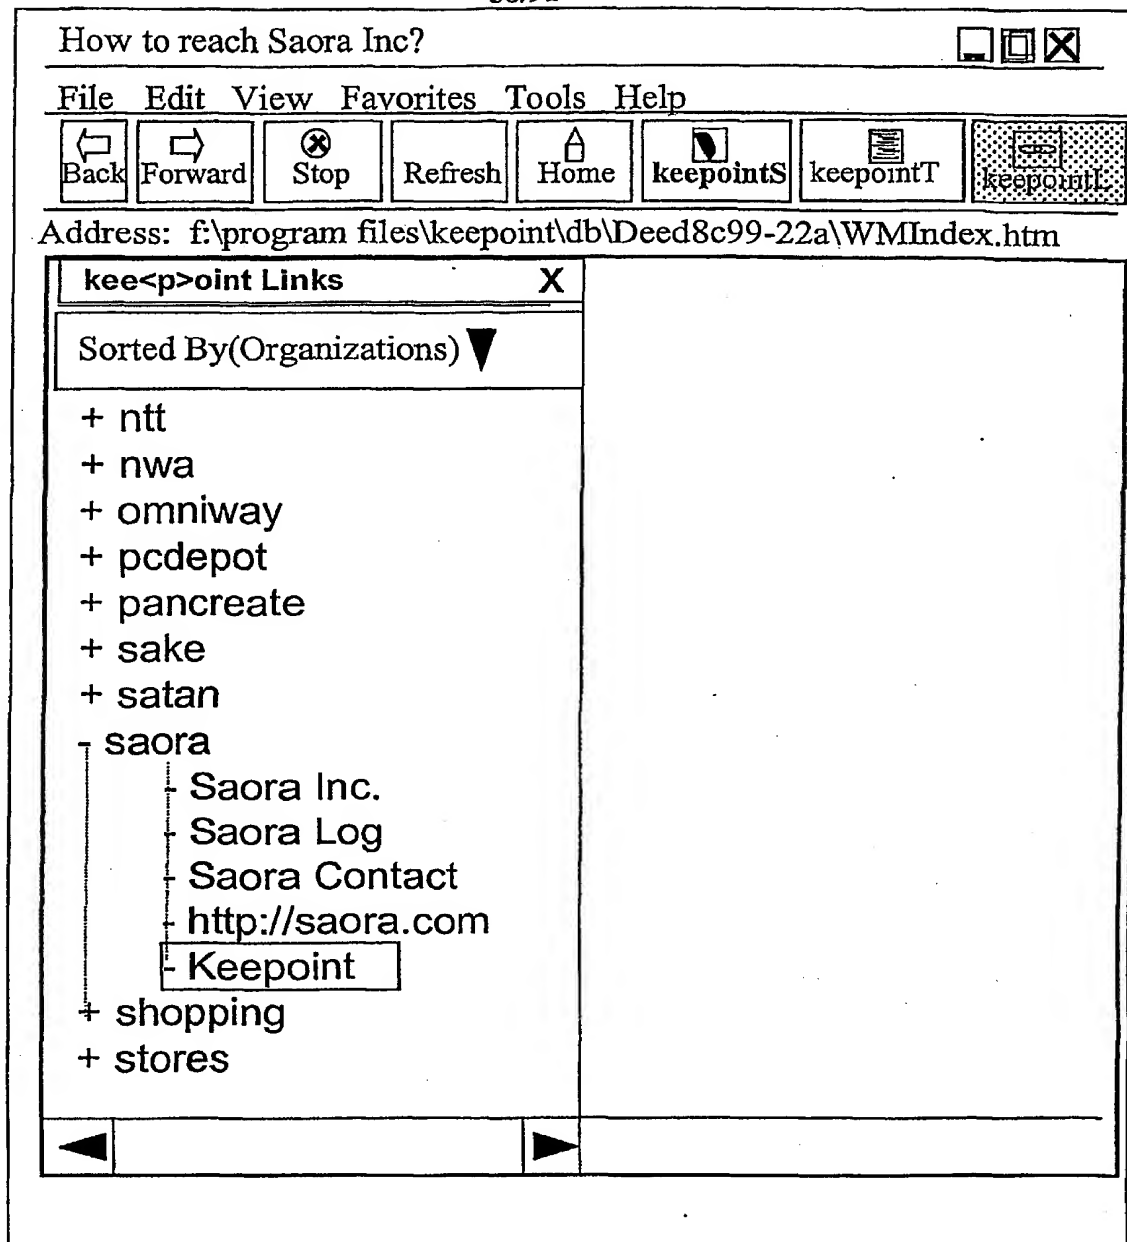 How to reach Saora Inc?
File Edit View Favorites Tools Help
Back Forward Stop Refresh Home keepointS keepointT keepointL
Address: f:\program files\keepoint\db\Deed8c99-22a\WMIndex.htm
kee<p>oint Links X
Sorted By(Organizations)
+ ntt
+ nwa
+ omniway
+ pcdepot
+ pancreate
+ sake
+ satan
- saora
- Saora Inc.
- Saora Log
- Saora Contact
- http://saora.com
- Keepoint
+ shopping
+ stores